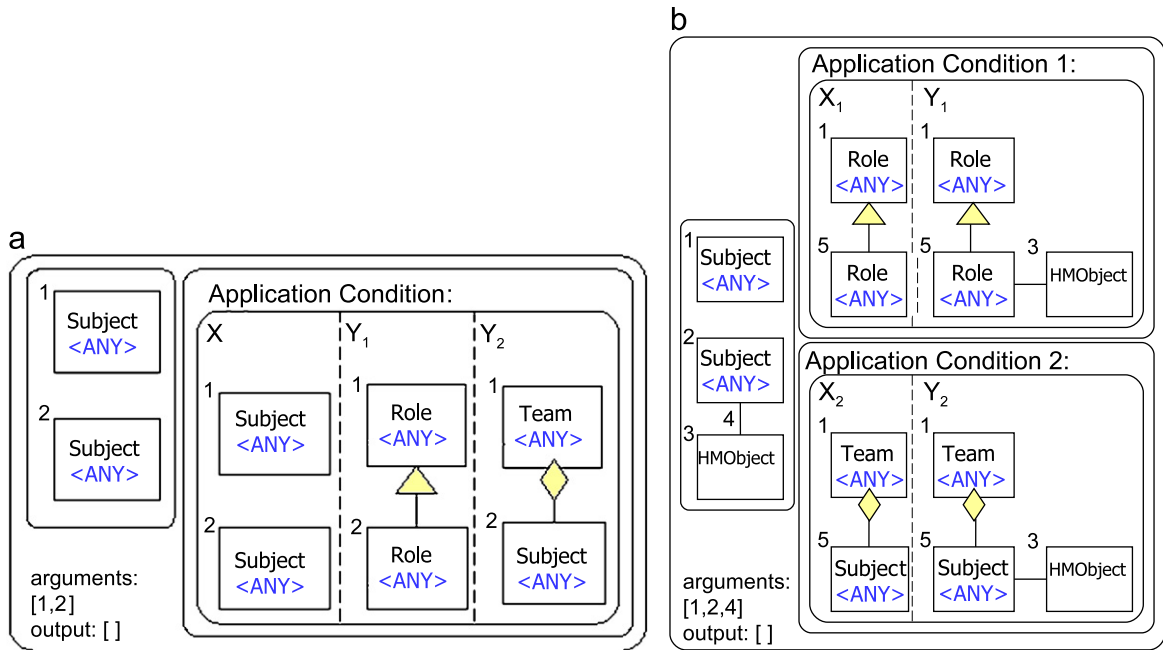 a
1
Subject
<ANY>
2
Subject
<ANY>
arguments:
[1,2]
output: [ ]
Application Condition:
X
Y1
Y2
1
Subject
<ANY>
1
Role
<ANY>
1
Team
<ANY>
2
Subject
<ANY>
2
Role
<ANY>
2
Subject
<ANY>
b
1
Subject
<ANY>
2
Subject
<ANY>
4
3
HMObject
arguments:
[1,2,4]
output: [ ]
Application Condition 1:
X1
Y1
1
Role
<ANY>
1
Role
<ANY>
5
Role
<ANY>
5
Role
<ANY>
3
HMObject
Application Condition 2:
X2
Y2
1
Team
<ANY>
1
Team
<ANY>
5
Subject
<ANY>
5
Subject
<ANY>
3
HMObject